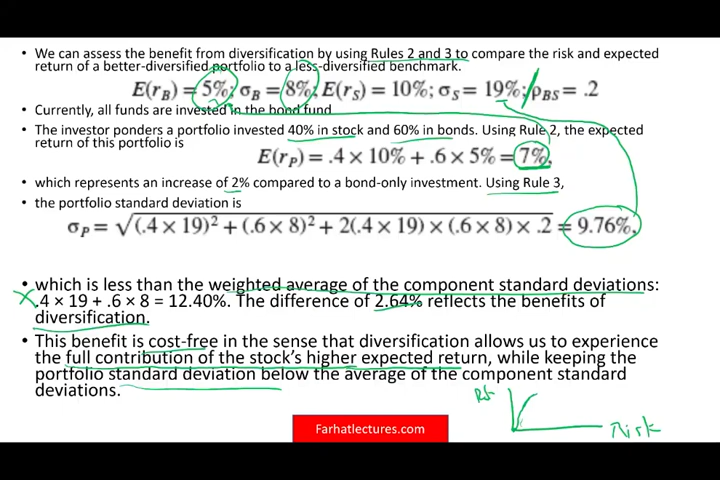 • We can assess the benefit from diversification by using Rules 2 and 3 to compare the risk and expected
return of a better-diversified portfolio to a less-diversified benchmark.
E(r_B) = 5%; σ_B = 8%; E(r_S) = 10%; σ_S = 19%; ρ_BS = .2
• Currently, all funds are invested in the bond fund
• The investor ponders a portfolio invested 40% in stock and 60% in bonds. Using Rule 2, the expected
return of this portfolio is
E(r_P) = .4 × 10% + .6 × 5% = 7%,
• which represents an increase of 2% compared to a bond-only investment. Using Rule 3,
• the portfolio standard deviation is
σ_P = √(.4 × 19)² + (.6 × 8)² + 2(.4 × 19) × (.6 × 8) × .2 = 9.76%,
• which is less than the weighted average of the component standard deviations:
.4 × 19 + .6 × 8 = 12.40%. The difference of 2.64% reflects the benefits of
diversification.
• This benefit is cost-free in the sense that diversification allows us to experience
the full contribution of the stock's higher expected return, while keeping the
portfolio standard deviation below the average of the component standard
deviations.
Risk
Farhatlectures.com